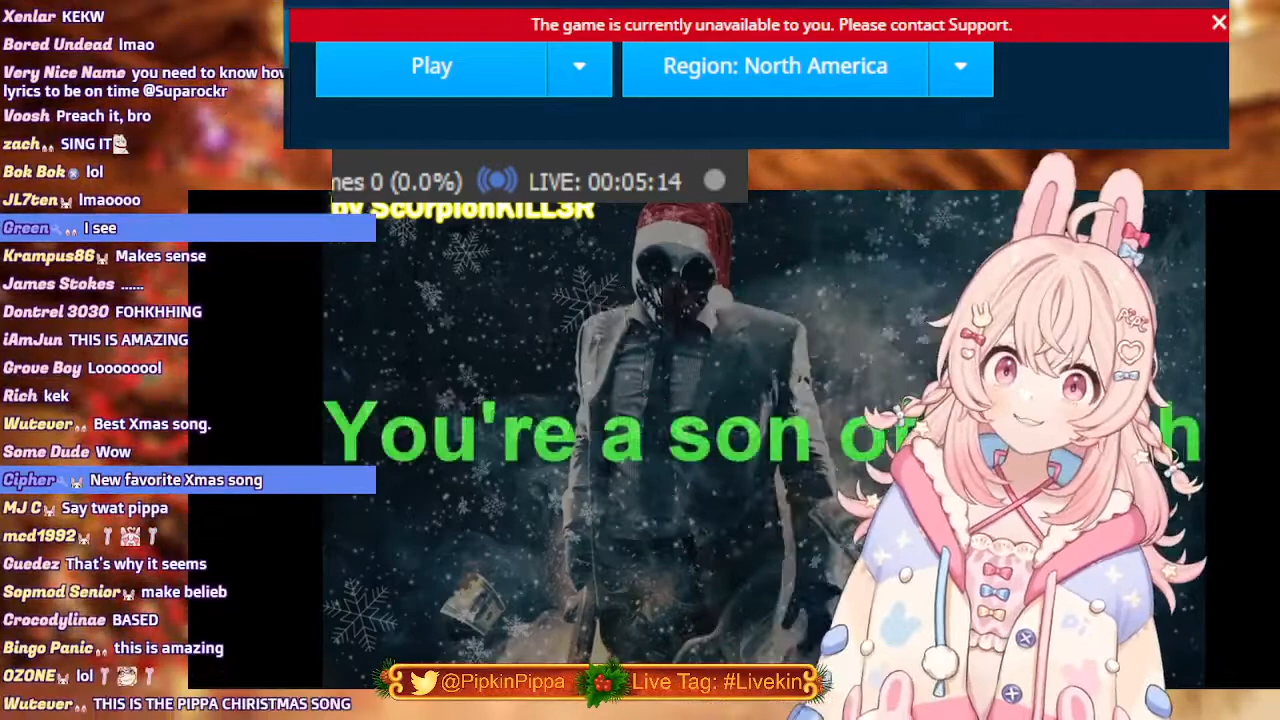 The game is currently unavailable to you. Please contact Support.
Play
Region: North America
nes 0 (0.0%) LIVE: 00:05:14
by ScOrpionKILL3R
You're a son of h
PiPi
@PipkinPippa Live Tag: #Livekin
Xenlar KEKW
Bored Undead lmao
Very Nice Name you need to know how
lyrics to be on time @Suparockr
Voosh Preach it, bro
zach SING IT
Bok Bok lol
JL7ten lmaoooo
Green I see
Krampus86 Makes sense
James Stokes ......
Dontrel 3030 FOHKHHING
iAmJun THIS IS AMAZING
Grove Boy Looooool
Rich kek
Wutever Best Xmas song.
Some Dude Wow
Cipher New favorite Xmas song
MJ C Say twat pippa
mcd1992
Guedez That's why it seems
Sopmod Senior make belieb
Crocodylinae BASED
Bingo Panic this is amazing
OZONE lol
Wutever THIS IS THE PIPPA CHIRISTMAS SONG